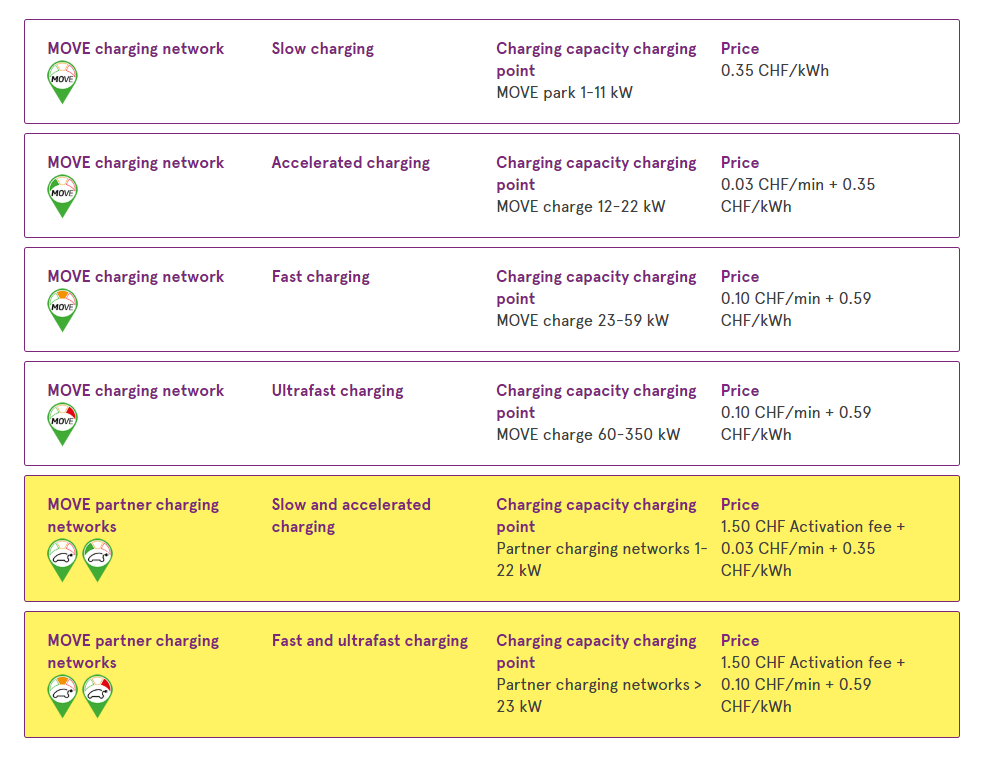 MOVE charging network
MOVE
Slow charging
Charging capacity charging
point
MOVE park 1-11 kW
Price
0.35 CHF/kWh
MOVE charging network
MOVE
Accelerated charging
Charging capacity charging
point
MOVE charge 12-22 kW
Price
0.03 CHF/min + 0.35
CHF/kWh
MOVE charging network
MOVE
Fast charging
Charging capacity charging
point
MOVE charge 23-59 kW
Price
0.10 CHF/min + 0.59
CHF/kWh
MOVE charging network
MOVE
Ultrafast charging
Charging capacity charging
point
MOVE charge 60-350 kW
Price
0.10 CHF/min + 0.59
CHF/kWh
MOVE partner charging
networks
Slow and accelerated
charging
Charging capacity charging
point
Partner charging networks 1-
22 kW
Price
1.50 CHF Activation fee +
0.03 CHF/min + 0.35
CHF/kWh
MOVE partner charging
networks
Fast and ultrafast charging
Charging capacity charging
point
Partner charging networks >
23 kW
Price
1.50 CHF Activation fee +
0.10 CHF/min + 0.59
CHF/kWh